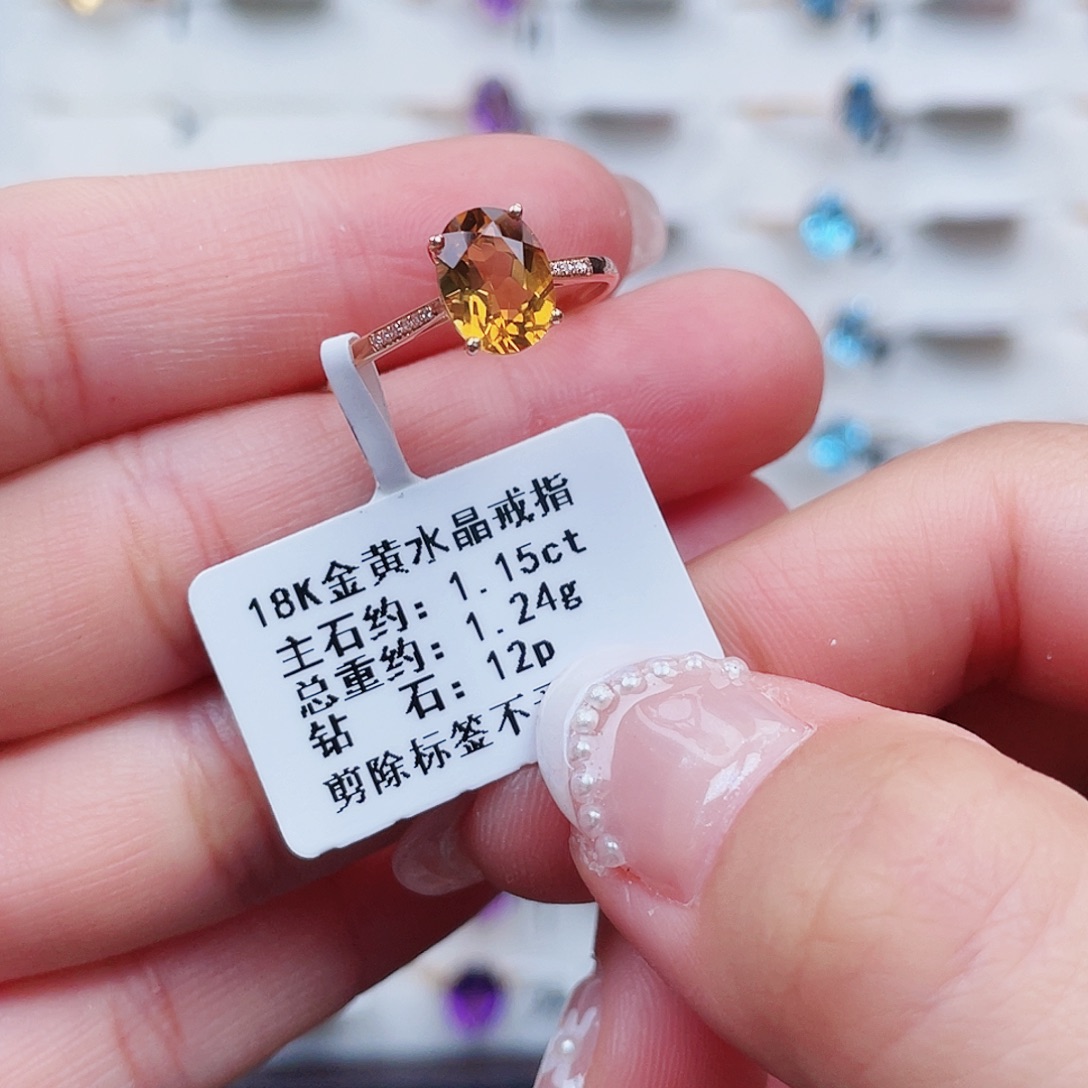 18K金黄水晶戒指
主石约: 1.15ct
总重约: 1.24g
钻 石: 12p
剪除标签不